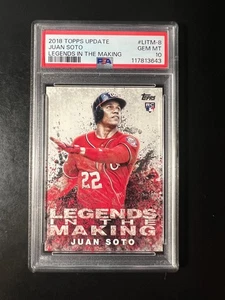 2018 TOPPS UPDATE #LITM-8
JUAN SOTO GEM MT
LEGENDS IN THE MAKING 10
PSA 117813643
Topps
RC
22
LEGENDS
IN THE
MAKING
JUAN SOTO